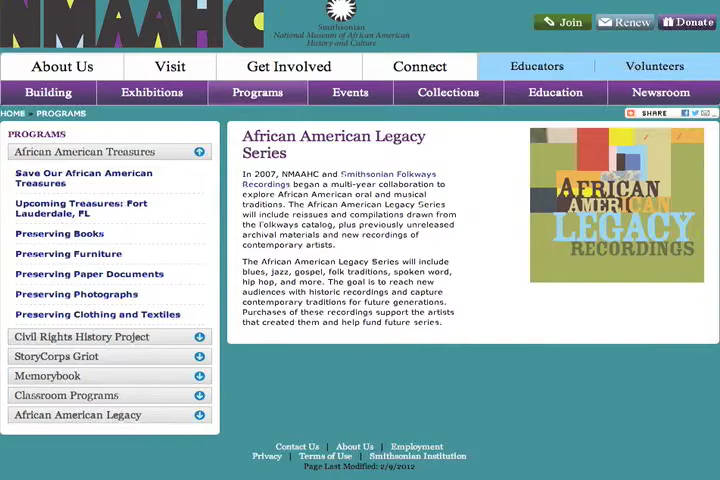 NMAAHC
Smithsonian
National Museum of African American
History and Culture
Join
Renew
Donate
About Us
Visit
Get Involved
Connect
Educators
Volunteers
Building
Exhibitions
Programs
Events
Collections
Education
Newsroom
HOME » PROGRAMS
SHARE
PROGRAMS
African American Treasures
Save Our African American
Treasures
Upcoming Treasures: Fort
Lauderdale, FL
Preserving Books
Preserving Furniture
Preserving Paper Documents
Preserving Photographs
Preserving Clothing and Textiles
Civil Rights History Project
StoryCorps Griot
Memorybook
Classroom Programs
African American Legacy
African American Legacy
Series
In 2007, NMAAHC and Smithsonian Folkways
Recordings began a multi-year collaboration to
explore African American oral and musical
traditions. The African American Legacy Series
will include reissues and compilations drawn from
the Folkways catalog, plus previously unreleased
archival materials and new recordings of
contemporary artists.
The African American Legacy Series will include
blues, jazz, gospel, folk traditions, spoken word,
hip hop, and more. The goal is to reach new
audiences with historic recordings and capture
contemporary traditions for future generations.
Purchases of these recordings support the artists
that created them and help fund future series.
AFRICAN
AMERICAN
LEGACY
RECORDINGS
Contact Us | About Us | Employment
Privacy | Terms of Use | Smithsonian Institution
Page Last Modified: 2/9/2012